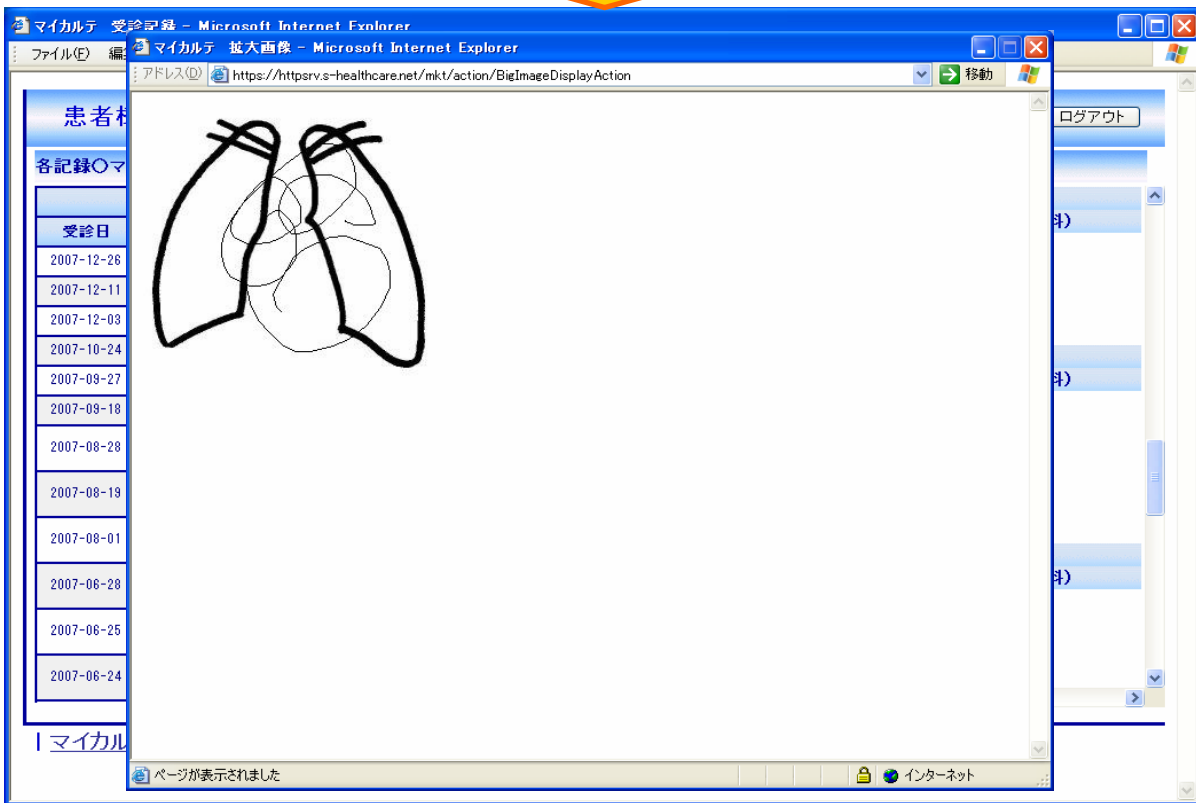 マイカルテ 受診記録 - Microsoft Internet Explorer
ファイル(F) 編
マイカルテ 拡大画像 - Microsoft Internet Explorer
アドレス(D) https://httpsrv.s-healthcare.net/mkt/action/BigImageDisplayAction 移動
患者
ログアウト
各記録○マ
受診日
科)
2007-12-26
2007-12-11
2007-12-03
2007-10-24
2007-09-27
科)
2007-09-18
2007-08-28
2007-08-19
2007-08-01
2007-06-28
科)
2007-06-25
2007-06-24
| マイカル
ページが表示されました
インターネット